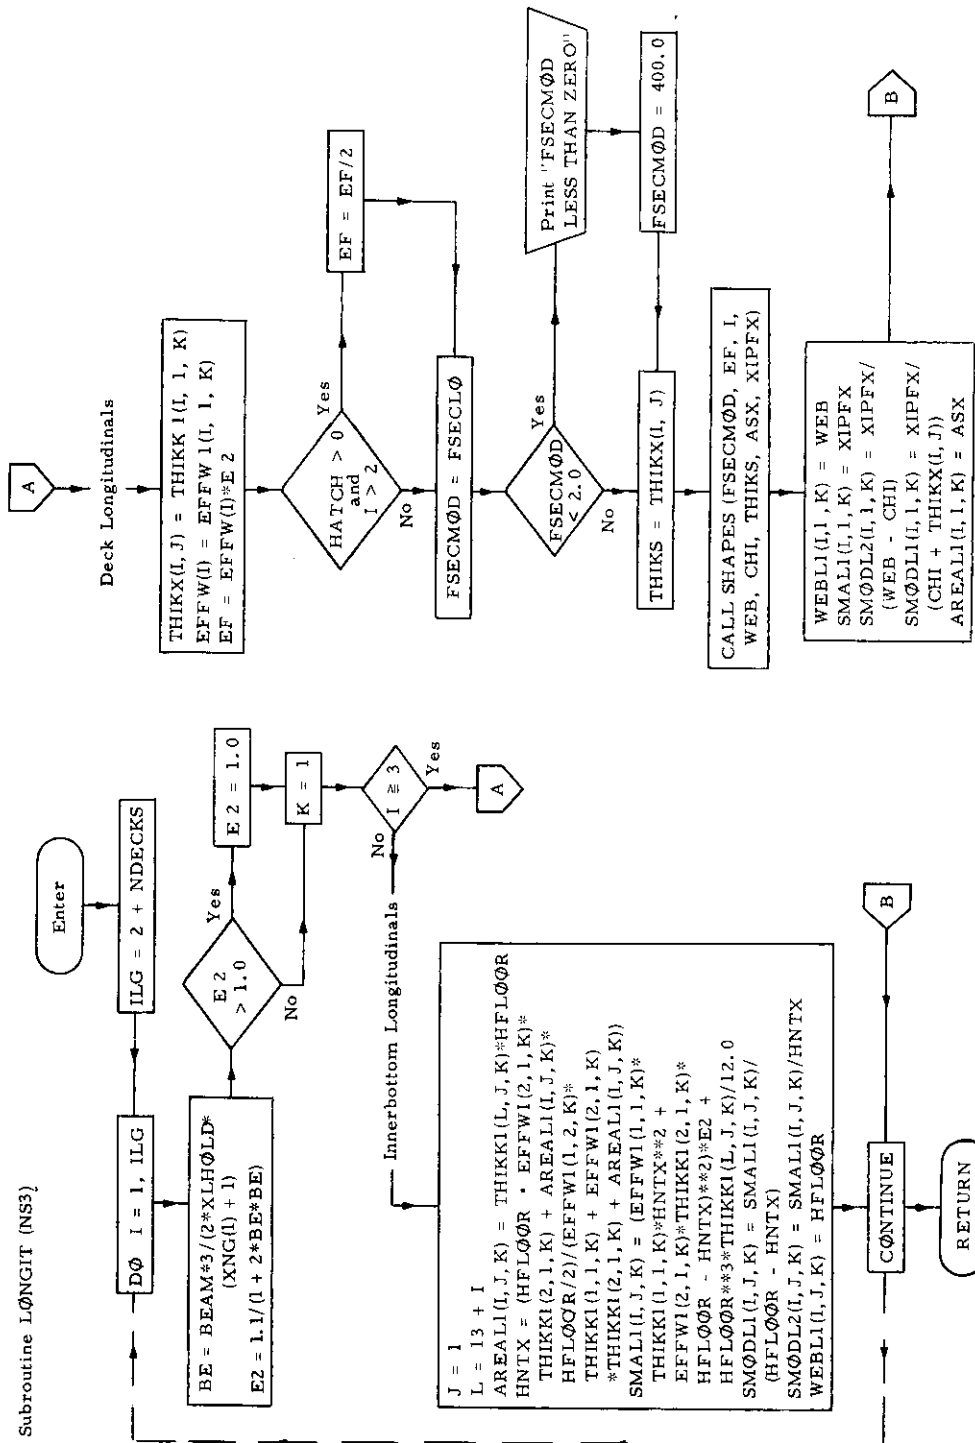 Subroutine LØNGIT (NS3)
Enter
ILG = 2 + NDECKS
DØ I = 1, ILG
BE = BEAM*3/(2*XLHØLD*
(XNG(I) + 1)
E2 = 1.1/(1 + 2*BE*BE)
E 2
> 1.0
Yes
No
E 2 = 1.0
K = 1
I ≧ 3
No
Yes
A
Innerbottom Longitudinals
J = 1
L = 13 + I
AREAL1(I, J, K) = THIKK1(L, J, K)*HFLØØR
HNTX = (HFLØØR * EFFW1(2, 1, K)*
THIKK1(2, 1, K) + AREAL1(I, J, K)*
HFLØØR/2)/(EFFW1(1, 2, K)*
THIKK1(1, 1, K) + EFFW1(2, 1, K)
*THIKK1(2, 1, K) + AREAL1(I, J, K))
SMAL1(I, J, K) = (EFFW1(1, 1, K)*
THIKK1(1, 1, K)*HNTX**2 +
EFFW1(2, 1, K)*THIKK1(2, 1, K)*
HFLØØR - HNTX)**2)*E2 +
HFLØØR**3*THIKK1(L, J, K)/12.0
SMØDL1(I, J, K) = SMAL1(I, J, K)/
(HFLØØR - HNTX)
SMØDL2(I, J, K) = SMAL1(I, J, K)/HNTX
WEBL1(I, J, K) = HFLØØR
B
CØNTINUE
RETURN
A
Deck Longitudinals
THIKX(I, J) = THIKK 1(I, 1, K)
EFFW(I) = EFFW 1(I, 1, K)
EF = EFFW(I)*E 2
HATCH > 0
and
I > 2
Yes
No
EF = EF/2
FSECMØD = FSECLØ
FSECMØD
< 2.0
Yes
No
Print "FSECMØD
LESS THAN ZERO"
FSECMØD = 400.0
THIKS = THIKX(I, J)
CALL SHAPES (FSECMØD, EF, I,
WEB, CHI, THIKS, ASX, XIPFX)
WEBL1(I, 1, K) = WEB
SMAL1(I, 1, K) = XIPFX
SMØDL2(I, 1, K) = XIPFX/
(WEB - CHI)
SMØDL1(I, 1, K) = XIPFX/
(CHI + THIKX(I, J))
AREAL1(I, 1, K) = ASX
B